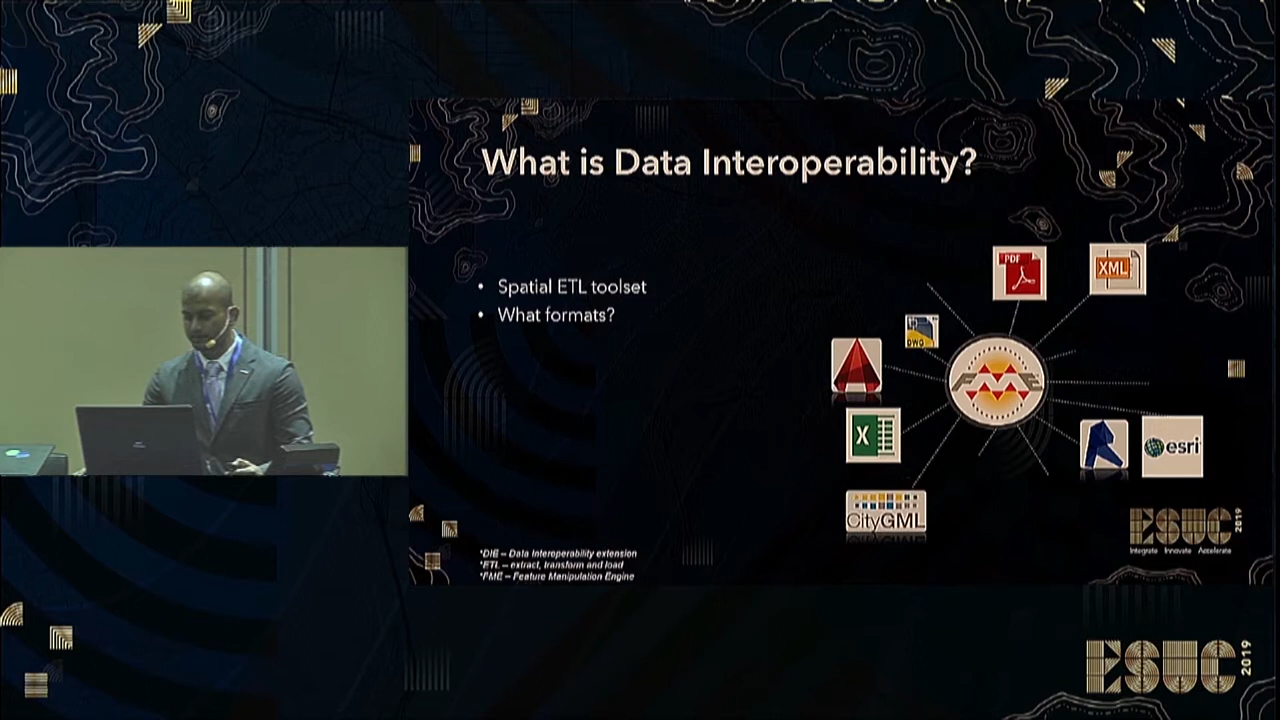 What is Data Interoperability?
• Spatial ETL toolset
• What formats?
PDF
XML
DWG
FME
X
esri
CityGML
ESUC 2019
Integrate Innovate Accelerate
*DIE – Data Interoperability extension
*ETL – extract, transform and load
*FME – Feature Manipulation Engine
ESUC 2019